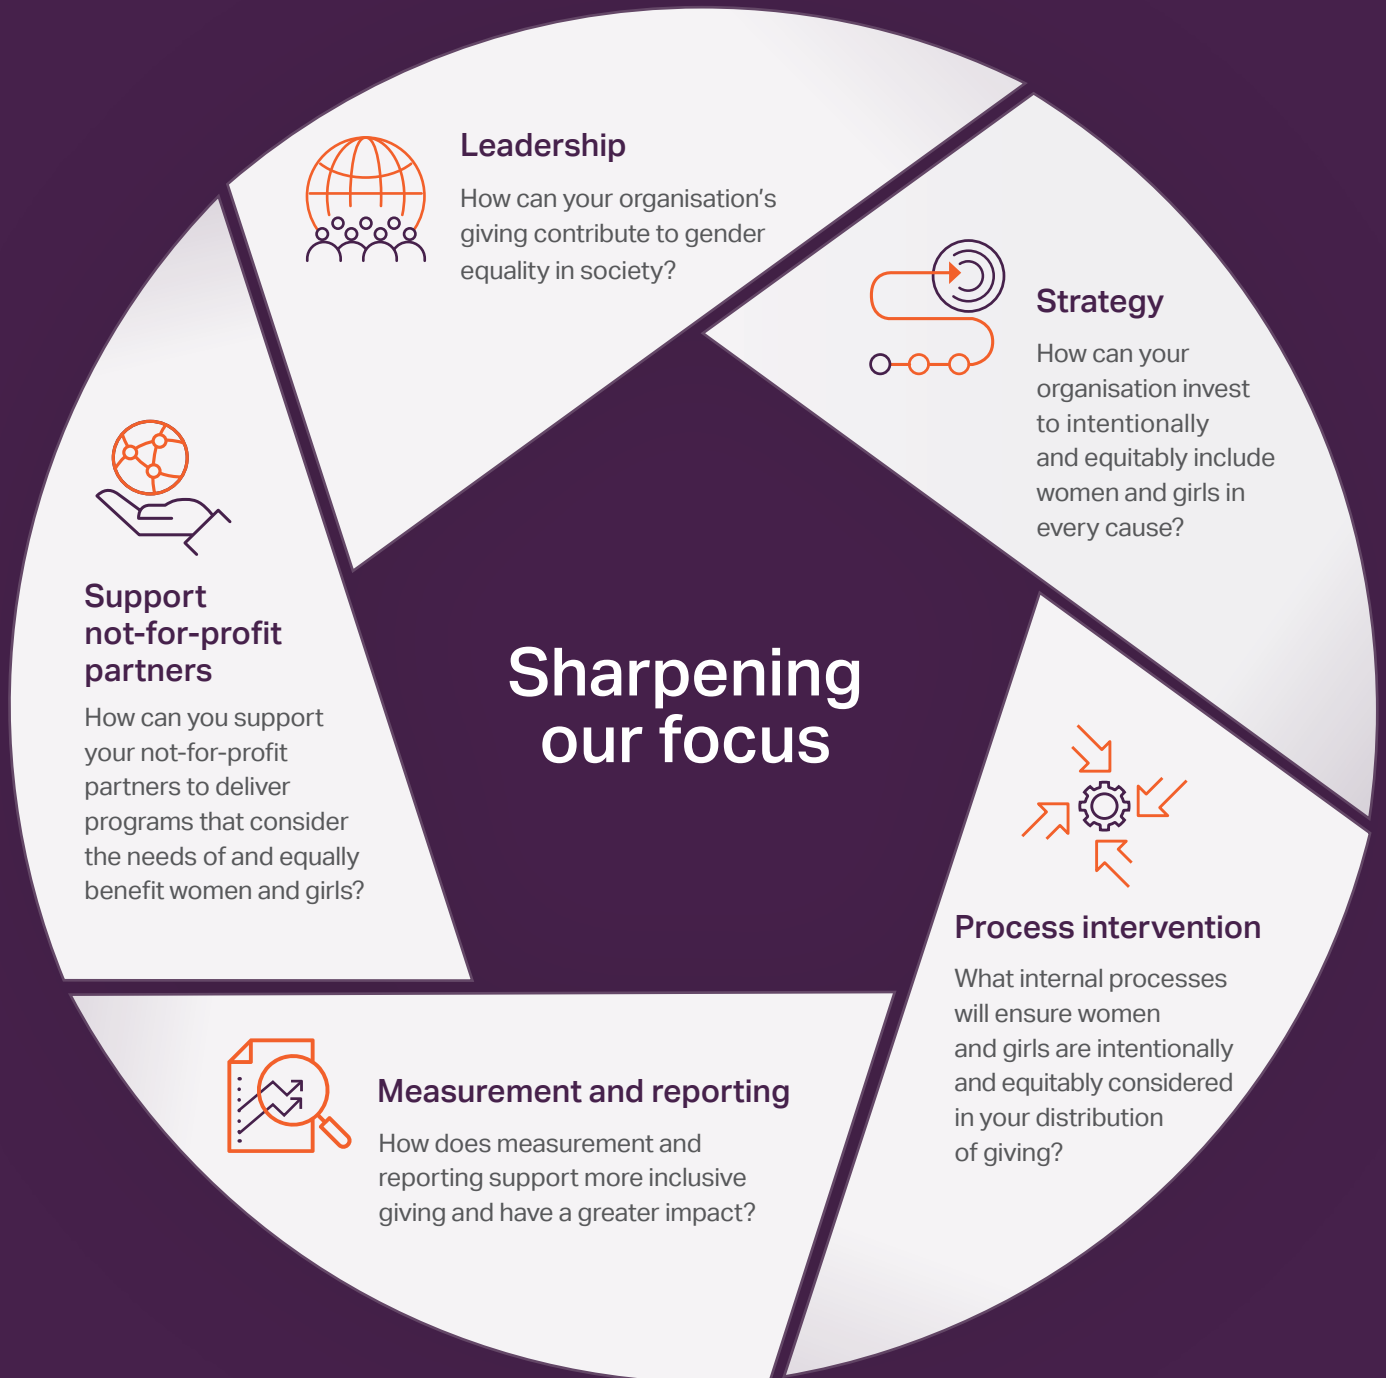 Leadership
How can your organisation's
giving contribute to gender
equality in society?
Strategy
How can your
organisation invest
to intentionally
and equitably include
women and girls in
every cause?
Process intervention
What internal processes
will ensure women
and girls are intentionally
and equitably considered
in your distribution
of giving?
Measurement and reporting
How does measurement and
reporting support more inclusive
giving and have a greater impact?
Support
not-for-profit
partners
How can you support
your not-for-profit
partners to deliver
programs that consider
the needs of and equally
benefit women and girls?
Sharpening
our focus